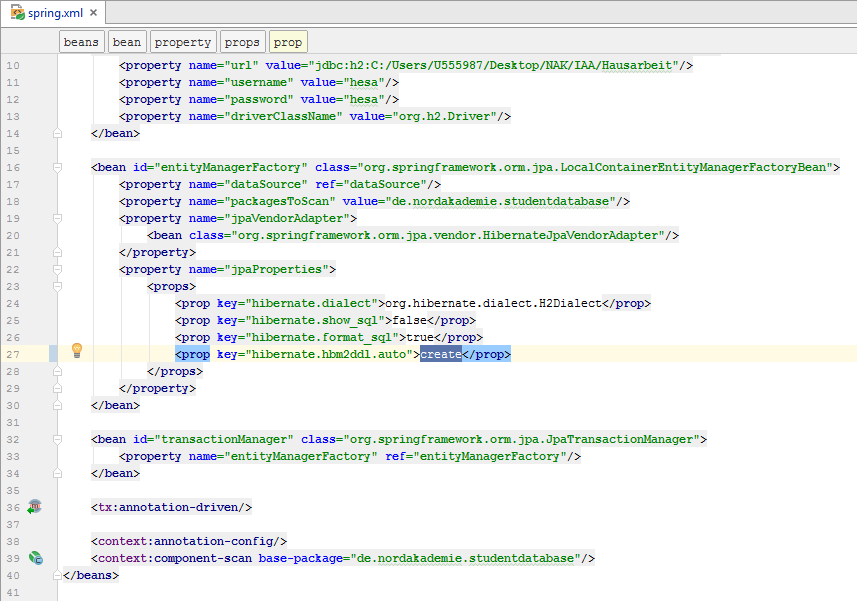 spring.xml
beans bean property props prop
10 <property name="url" value="jdbc:h2:C:/Users/U555987/Desktop/NAK/IAA/Hausarbeit"/>
11 <property name="username" value="hesa"/>
12 <property name="password" value="hesa"/>
13 <property name="driverClassName" value="org.h2.Driver"/>
14 </bean>
15
16 <bean id="entityManagerFactory" class="org.springframework.orm.jpa.LocalContainerEntityManagerFactoryBean">
17 <property name="dataSource" ref="dataSource"/>
18 <property name="packagesToScan" value="de.nordakademie.studentdatabase"/>
19 <property name="jpaVendorAdapter">
20 <bean class="org.springframework.orm.jpa.vendor.HibernateJpaVendorAdapter"/>
21 </property>
22 <property name="jpaProperties">
23 <props>
24 <prop key="hibernate.dialect">org.hibernate.dialect.H2Dialect</prop>
25 <prop key="hibernate.show_sql">false</prop>
26 <prop key="hibernate.format_sql">true</prop>
27 <prop key="hibernate.hbm2ddl.auto">create</prop>
28 </props>
29 </property>
30 </bean>
31
32 <bean id="transactionManager" class="org.springframework.orm.jpa.JpaTransactionManager">
33 <property name="entityManagerFactory" ref="entityManagerFactory"/>
34 </bean>
35
36 <tx:annotation-driven/>
37
38 <context:annotation-config/>
39 <context:component-scan base-package="de.nordakademie.studentdatabase"/>
40 </beans>
41